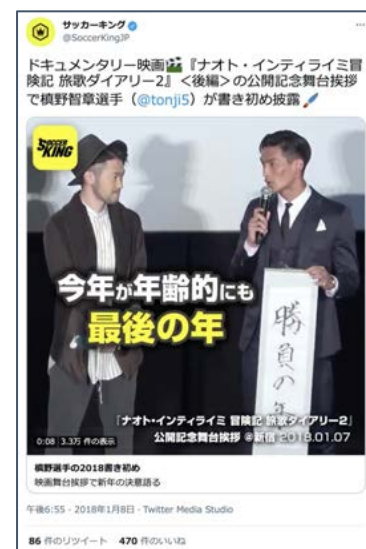 サッカーキング
@SoccerKingJP
ドキュメンタリー映画🎬『ナオト・インティライミ冒
険記 旅歌ダイアリー2』<後編>の公開記念舞台挨拶
で槙野智章選手（@tonji5）が書き初め披露🖌️
SOCCER
KING
今年が年齢的にも
最後の年
勝負の年
『ナオト・インティライミ 冒険記 旅歌ダイアリー2』
公開記念舞台挨拶 @新宿 2018.01.07
0:08 3.3万 件の表示
槙野選手の2018書き初め
映画舞台挨拶で新年の決意語る
午後6:55 · 2018年1月8日 · Twitter Media Studio
86 件のリツイート 470 件のいいね